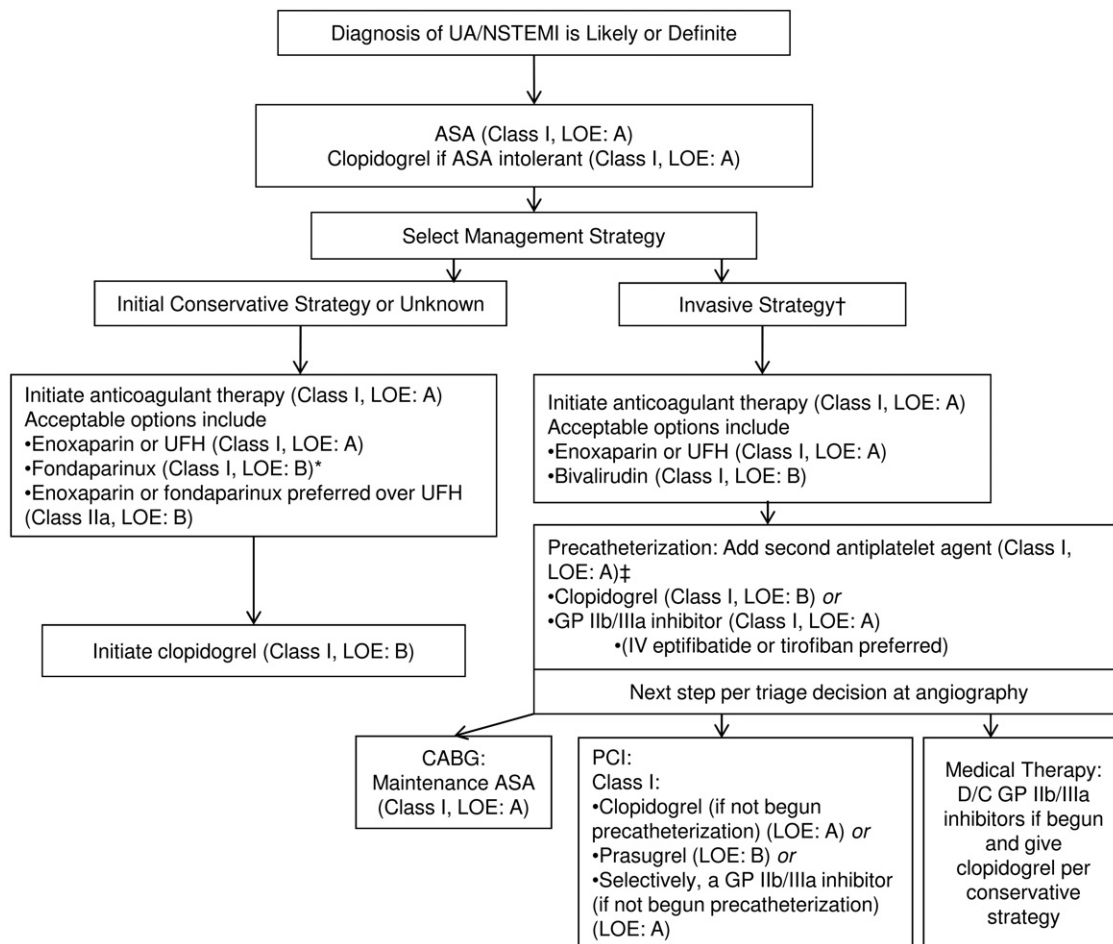 Diagnosis of UA/NSTEMI is Likely or Definite
ASA (Class I, LOE: A)
Clopidogrel if ASA intolerant (Class I, LOE: A)
Select Management Strategy
Initial Conservative Strategy or Unknown
Invasive Strategy†
Initiate anticoagulant therapy (Class I, LOE: A)
Acceptable options include
•Enoxaparin or UFH (Class I, LOE: A)
•Fondaparinux (Class I, LOE: B)*
•Enoxaparin or fondaparinux preferred over UFH
(Class IIa, LOE: B)
Initiate anticoagulant therapy (Class I, LOE: A)
Acceptable options include
•Enoxaparin or UFH (Class I, LOE: A)
•Bivalirudin (Class I, LOE: B)
Initiate clopidogrel (Class I, LOE: B)
Precatheterization: Add second antiplatelet agent (Class I,
LOE: A)‡
•Clopidogrel (Class I, LOE: B) or
•GP IIb/IIIa inhibitor (Class I, LOE: A)
•(IV eptifibatide or tirofiban preferred)
Next step per triage decision at angiography
CABG:
Maintenance ASA
(Class I, LOE: A)
PCI:
Class I:
•Clopidogrel (if not begun
precatheterization) (LOE: A) or
•Prasugrel (LOE: B) or
•Selectively, a GP IIb/IIIa inhibitor
(if not begun precatheterization)
(LOE: A)
Medical Therapy:
D/C GP IIb/IIIa
inhibitors if begun
and give
clopidogrel per
conservative
strategy